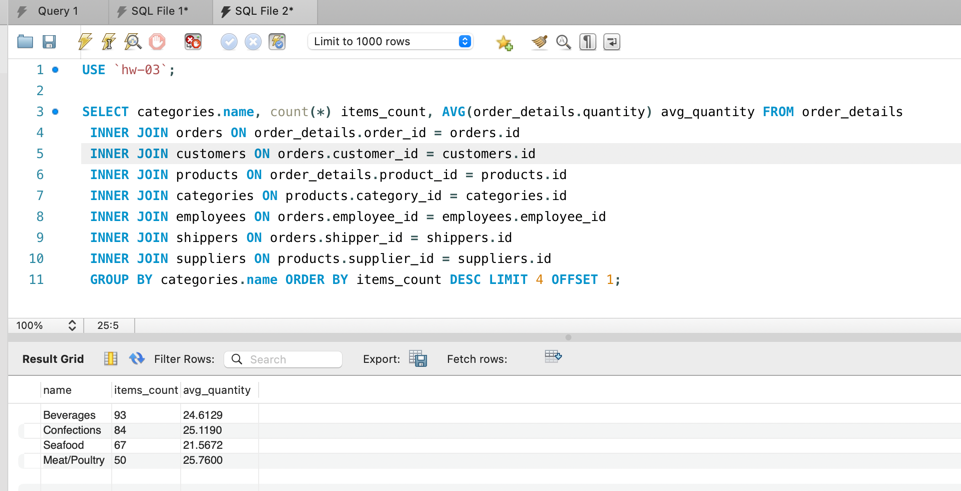 Query 1 SQL File 1* SQL File 2*
Limit to 1000 rows
1 USE `hw-03`;
2
3 SELECT categories.name, count(*) items_count, AVG(order_details.quantity) avg_quantity FROM order_details
4 INNER JOIN orders ON order_details.order_id = orders.id
5 INNER JOIN customers ON orders.customer_id = customers.id
6 INNER JOIN products ON order_details.product_id = products.id
7 INNER JOIN categories ON products.category_id = categories.id
8 INNER JOIN employees ON orders.employee_id = employees.employee_id
9 INNER JOIN shippers ON orders.shipper_id = shippers.id
10 INNER JOIN suppliers ON products.supplier_id = suppliers.id
11 GROUP BY categories.name ORDER BY items_count DESC LIMIT 4 OFFSET 1;
100% 25:5
Result Grid Filter Rows: Search Export: Fetch rows:
name items_count avg_quantity
Beverages 93 24.6129
Confections 84 25.1190
Seafood 67 21.5672
Meat/Poultry 50 25.7600